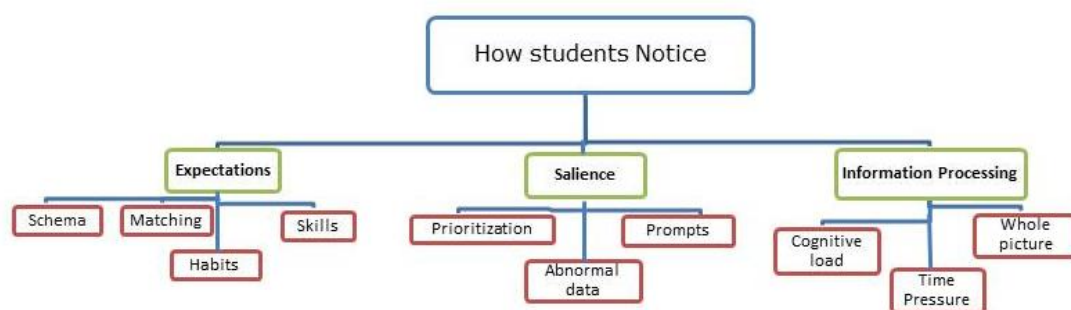 How students Notice
Expectations
Salience
Information Processing
Schema
Matching
Skills
Habits
Prioritization
Prompts
Abnormal
data
Cognitive
load
Whole
picture
Time
Pressure